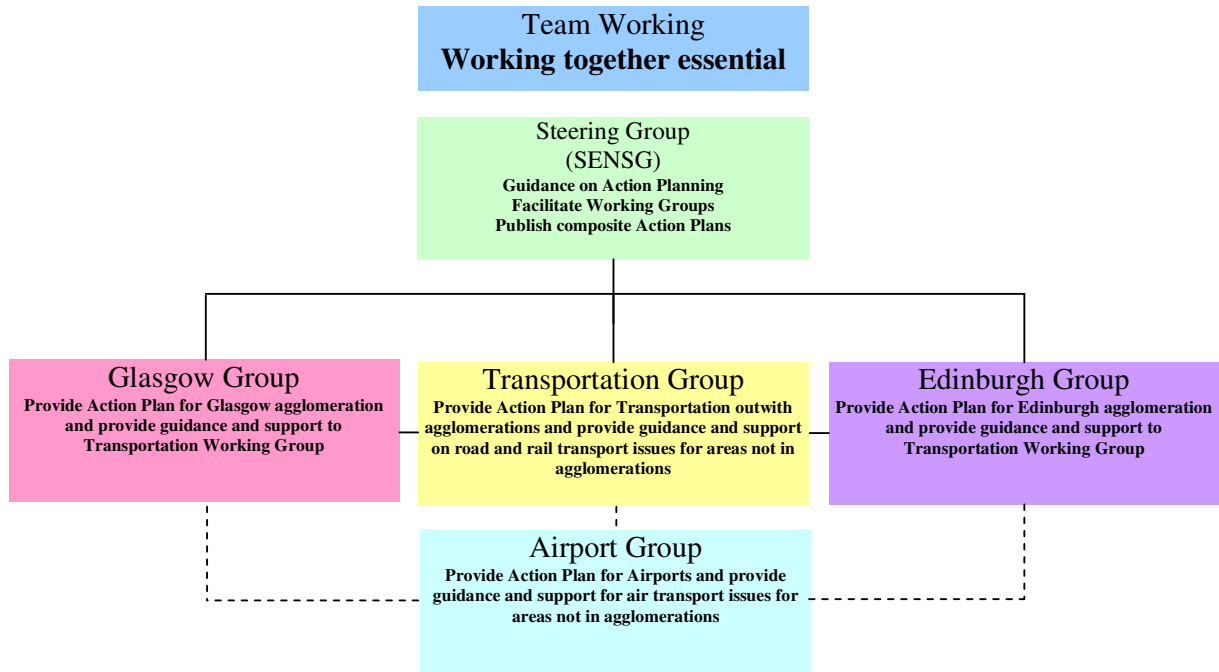 Team Working
Working together essential
Steering Group
(SENSG)
Guidance on Action Planning
Facilitate Working Groups
Publish composite Action Plans
Glasgow Group
Provide Action Plan for Glasgow agglomeration
and provide guidance and support to
Transportation Working Group
Transportation Group
Provide Action Plan for Transportation outwith
agglomerations and provide guidance and support
on road and rail transport issues for areas not in
agglomerations
Edinburgh Group
Provide Action Plan for Edinburgh agglomeration
and provide guidance and support to
Transportation Working Group
Airport Group
Provide Action Plan for Airports and provide
guidance and support for air transport issues for
areas not in agglomerations